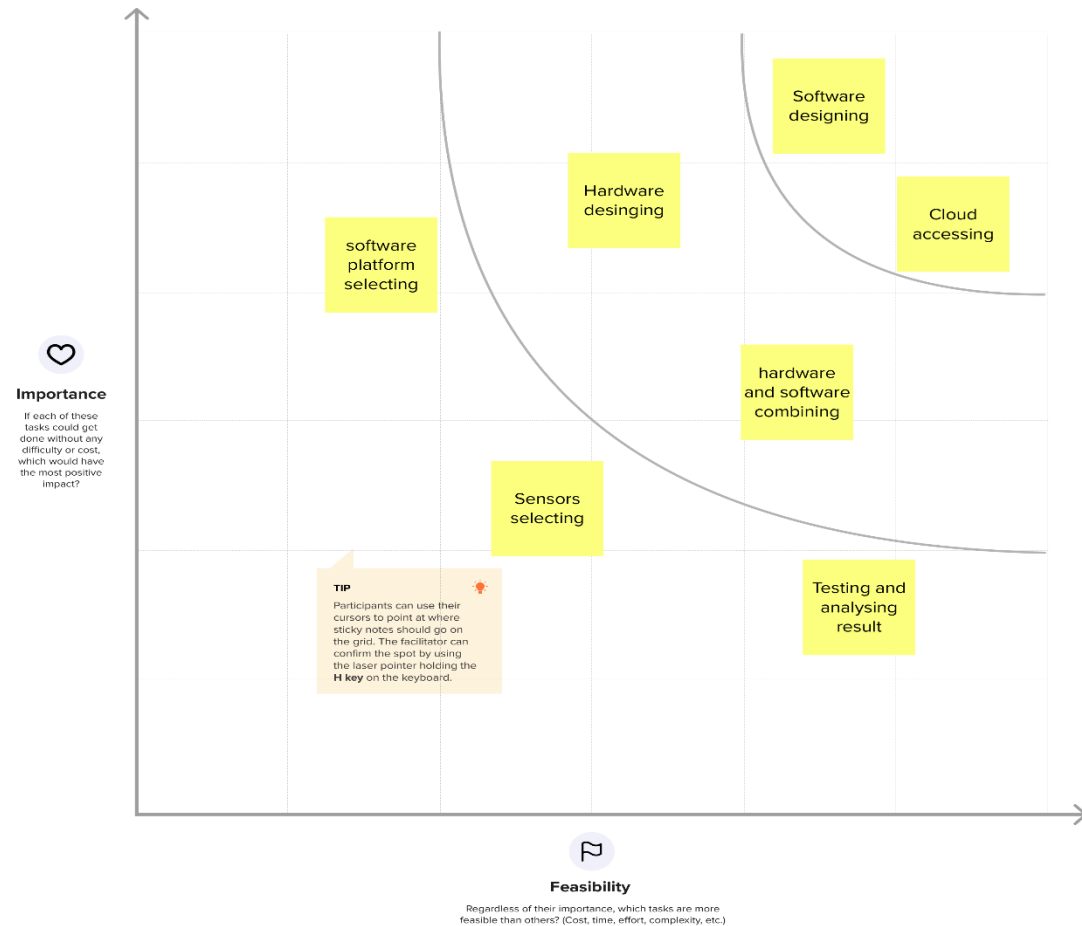 Software
designing
Hardware
desinging
Cloud
accessing
software
platform
selecting
Importance
If each of these
tasks could get
done without any
difficulty or cost,
which would have
the most positive
impact?
hardware
and software
combining
Sensors
selecting
TIP
Participants can use their
cursors to point at where
sticky notes should go on
the grid. The facilitator can
confirm the spot by using
the laser pointer holding the
H key on the keyboard.
Testing and
analysing
result
Feasibility
Regardless of their importance, which tasks are more
feasible than others? (Cost, time, effort, complexity, etc.)